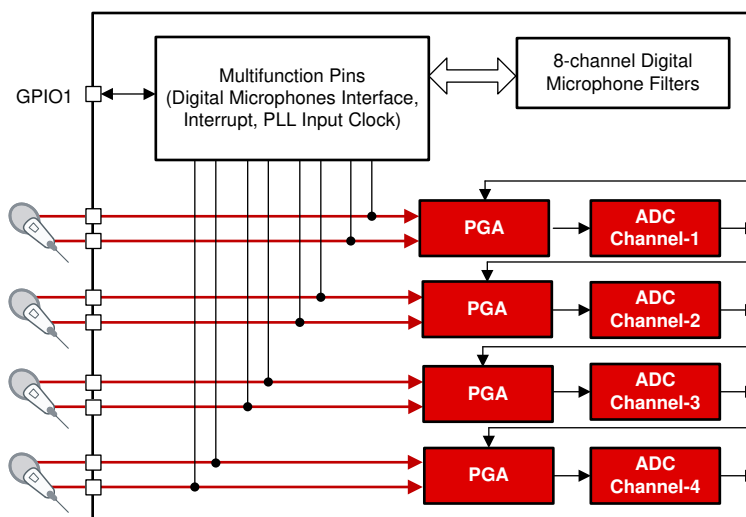 GPIO1
Multifunction Pins
(Digital Microphones Interface,
Interrupt, PLL Input Clock)
8-channel Digital
Microphone Filters
PGA
ADC
Channel-1
PGA
ADC
Channel-2
PGA
ADC
Channel-3
PGA
ADC
Channel-4